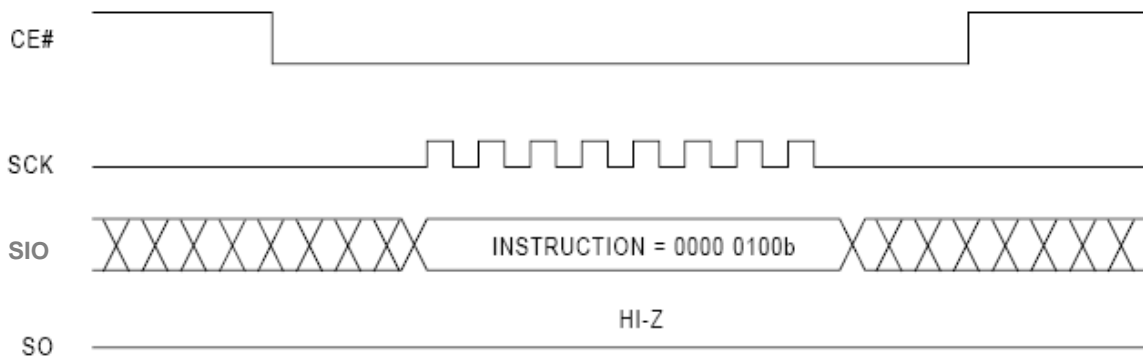 CE#
SCK
SIO
INSTRUCTION = 0000 0100b
HI-Z
SO